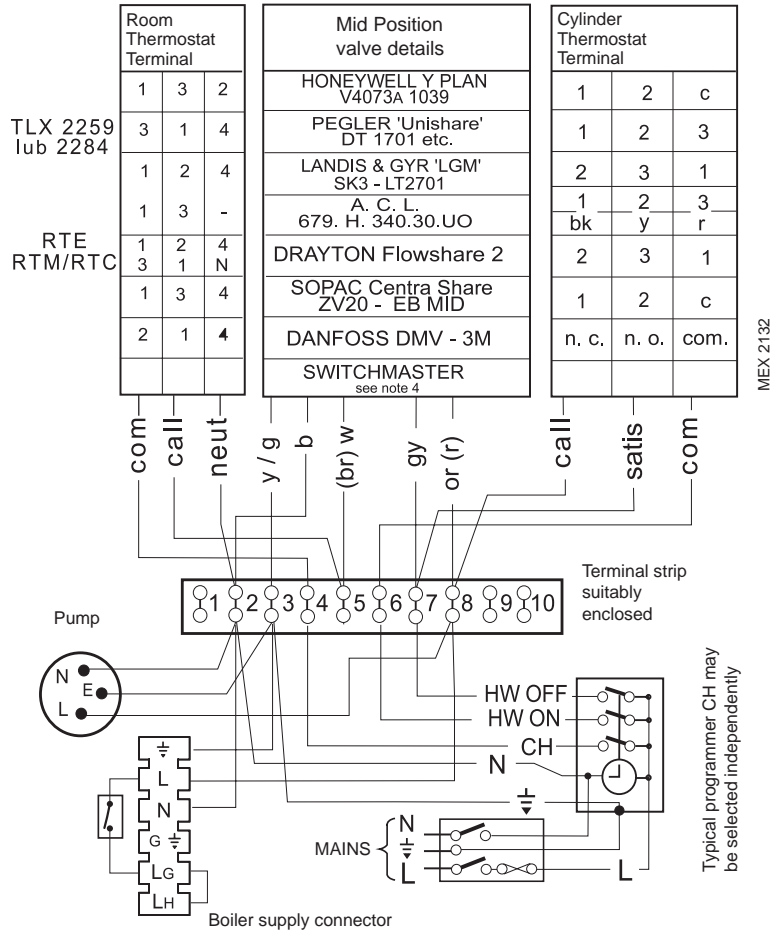 Room
Thermostat
Terminal
Mid Position
valve details
Cylinder
Thermostat
Terminal
1 3 2
HONEYWELL Y PLAN
V4073A 1039
1 2 c
TLX 2259
lub 2284
3 1 4
PEGLER 'Unishare'
DT 1701 etc.
1 2 3
1 2 4
LANDIS & GYR 'LGM'
SK3 - LT2701
2 3 1
1 3 -
A. C. L.
679. H. 340.30.UO
1 2 3
bk y r
RTE
RTM/RTC
1 2 4
3 1 N
DRAYTON Flowshare 2
2 3 1
1 3 4
SOPAC Centra Share
ZV20 - EB MID
1 2 c
2 1 4
DANFOSS DMV - 3M
n. c. n. o. com.
SWITCHMASTER
see note 4
MEX 2132
com
call
neut
y / g
b
(br) w
gy
or (r)
call
satis
com
1 2 3 4 5 6 7 8 9 10
Terminal strip
suitably
enclosed
Pump
N
E
L
HW OFF
HW ON
CH
N
L
N
G
LG
LH
MAINS
N
L
L
Boiler supply connector
Typical programmer CH may
be selected independently